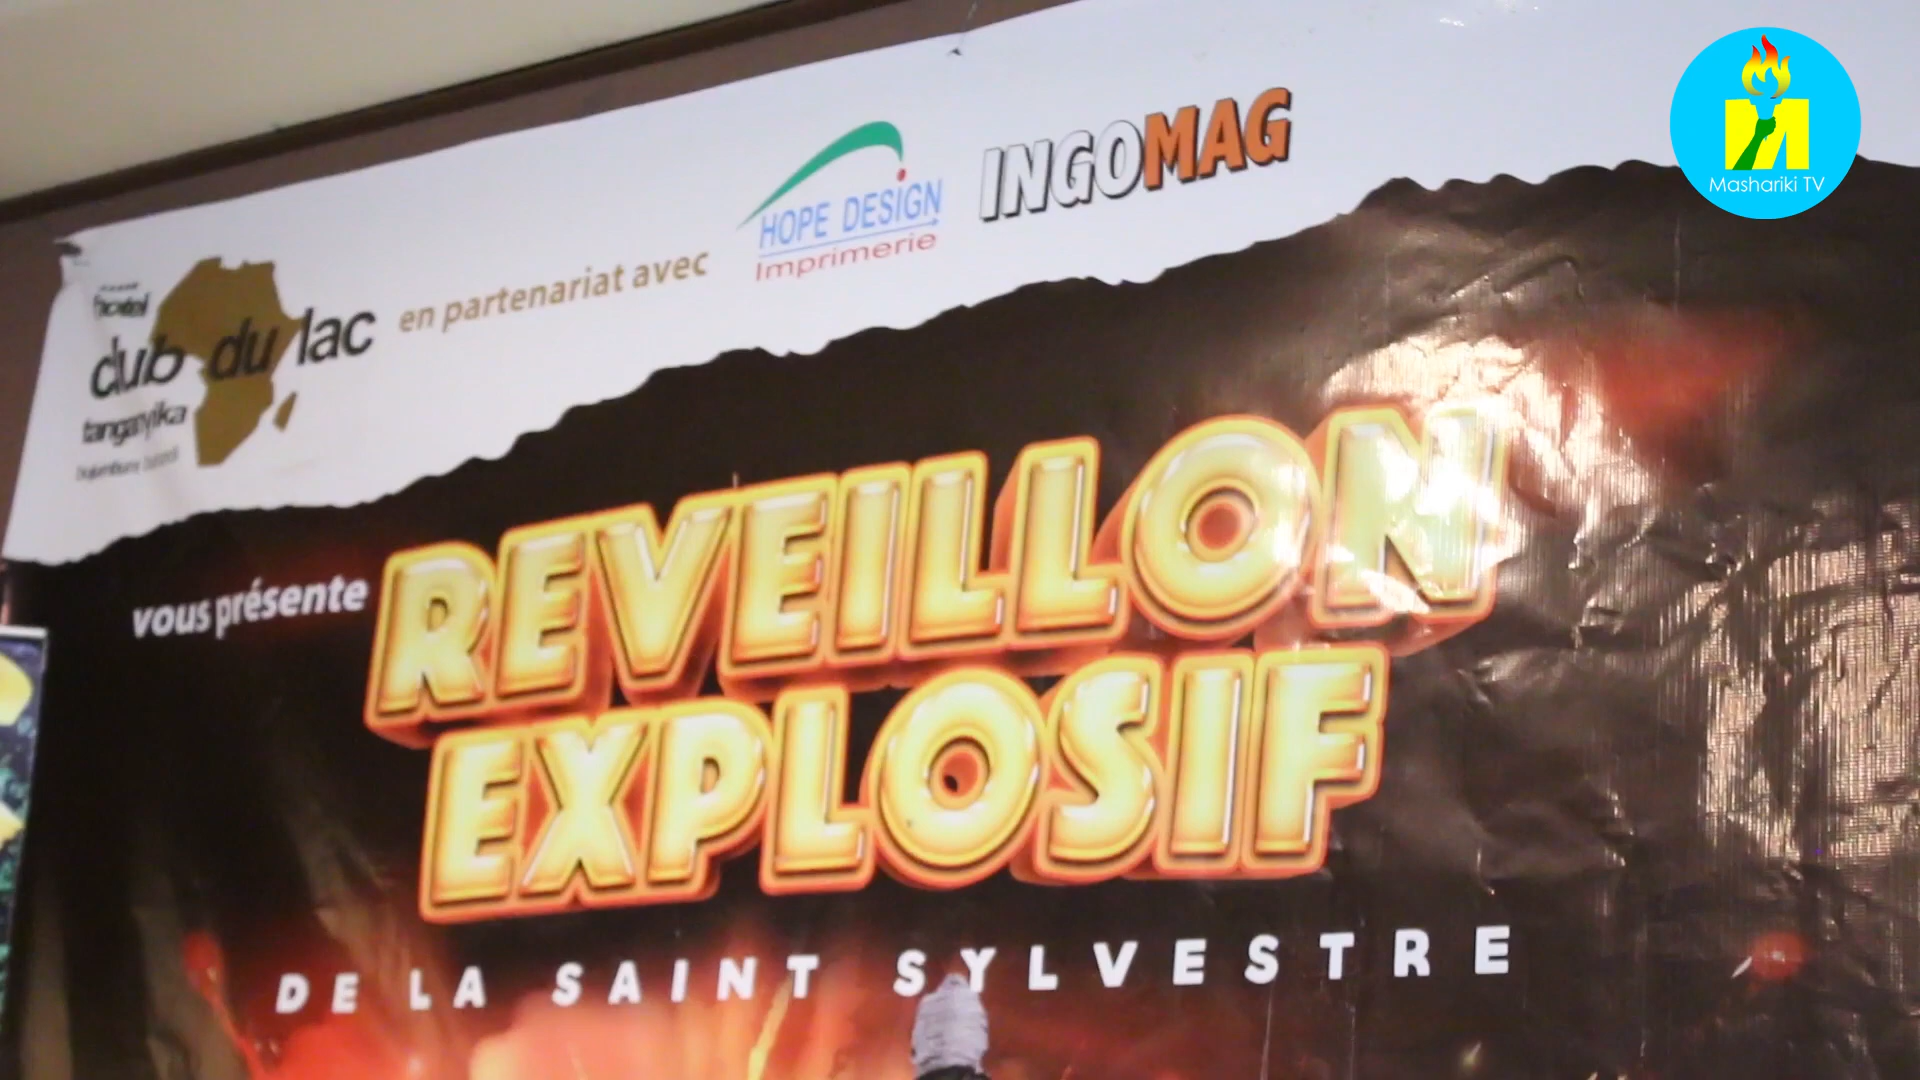 hotel
club du lac
tanganyika
en partenariat avec
HOPE DESIGN
Imprimerie
INGOMAG
Mashariki TV
vous présente
REVEILLON
EXPLOSIF
DE LA SAINT SYLVESTRE